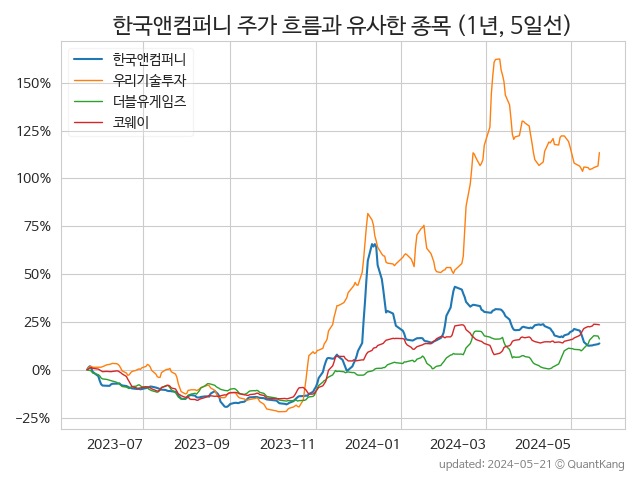 한국앤컴퍼니 주가 흐름과 유사한 종목 (1년, 5일선)
한국앤컴퍼니
우리기술투자
더블유게임즈
코웨이
150%
125%
100%
75%
50%
25%
0%
−25%
2023-07
2023-09
2023-11
2024-01
2024-03
2024-05
updated: 2024-05-21 © QuantKang